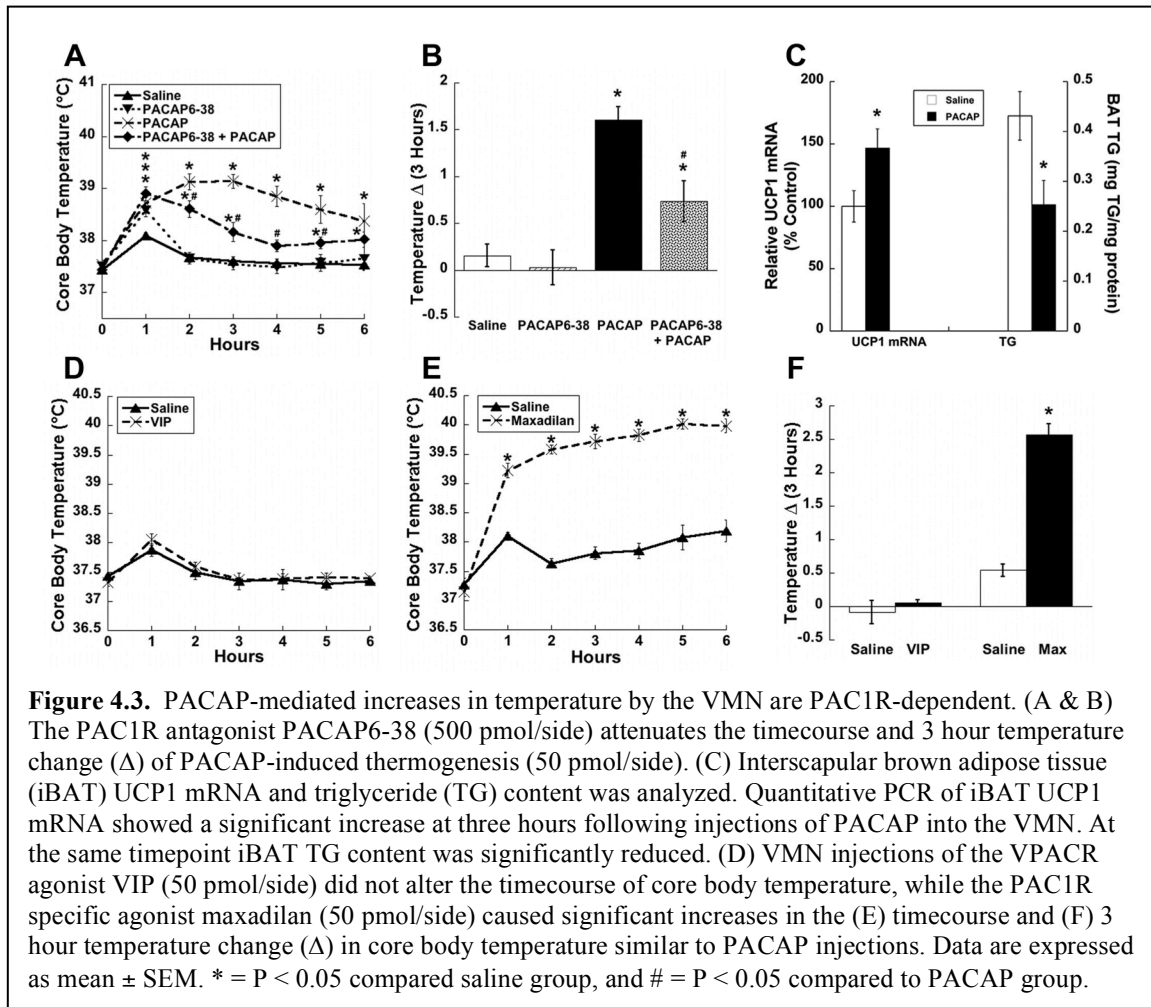 A
Core Body Temperature (°C)
41
40
39
38
37
Saline
PACAP6-38
PACAP
PACAP6-38 + PACAP
*
*
*
*
*
*
*
*
*#
*#
#
*#
*
0 1 2 3 4 5 6
Hours
B
Temperature Δ (3 Hours)
2
1.5
1
0.5
0
-0.5
*
#
*
Saline PACAP6-38 PACAP PACAP6-38
+ PACAP
C
Relative UCP1 mRNA
(% Control)
200
150
100
50
0
Saline
PACAP
*
*
0.5
0.4
0.3
0.2
0.1
0
BAT TG (mg TG/mg protein)
UCP1 mRNA TG
D
Core Body Temperature (°C)
40.5
40
39.5
39
38.5
38
37.5
37
36.5
Saline
VIP
0 1 2 3 4 5 6
Hours
E
Core Body Temperature (°C)
40.5
40
39.5
39
38.5
38
37.5
37
36.5
Saline
Maxadilan
* * * * * *
0 1 2 3 4 5 6
Hours
F
Temperature Δ (3 Hours)
3
2.5
2
1.5
1
0.5
0
-0.5
*
Saline VIP Saline Max
Figure 4.3. PACAP-mediated increases in temperature by the VMN are PAC1R-dependent. (A & B)
The PAC1R antagonist PACAP6-38 (500 pmol/side) attenuates the timecourse and 3 hour temperature
change (Δ) of PACAP-induced thermogenesis (50 pmol/side). (C) Interscapular brown adipose tissue
(iBAT) UCP1 mRNA and triglyceride (TG) content was analyzed. Quantitative PCR of iBAT UCP1
mRNA showed a significant increase at three hours following injections of PACAP into the VMN. At
the same timepoint iBAT TG content was significantly reduced. (D) VMN injections of the VPACR
agonist VIP (50 pmol/side) did not alter the timecourse of core body temperature, while the PAC1R
specific agonist maxadilan (50 pmol/side) caused significant increases in the (E) timecourse and (F) 3
hour temperature change (Δ) in core body temperature similar to PACAP injections. Data are expressed
as mean ± SEM. * = P < 0.05 compared saline group, and # = P < 0.05 compared to PACAP group.